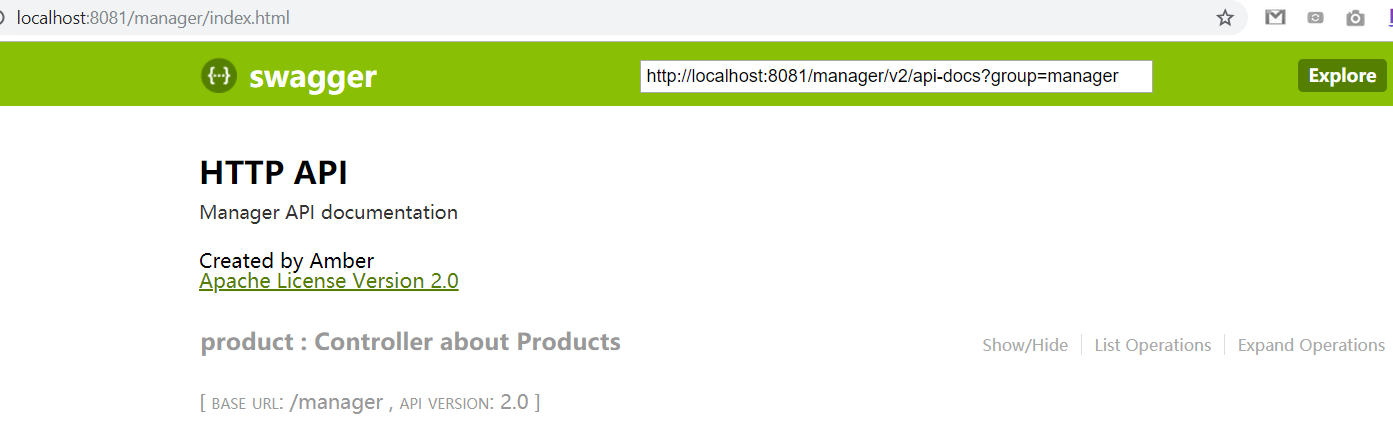 localhost:8081/manager/index.html
{···} swagger http://localhost:8081/manager/v2/api-docs?group=manager Explore
HTTP API
Manager API documentation
Created by Amber
Apache License Version 2.0
product : Controller about Products Show/Hide List Operations Expand Operations
[ BASE URL: /manager , API VERSION: 2.0 ]